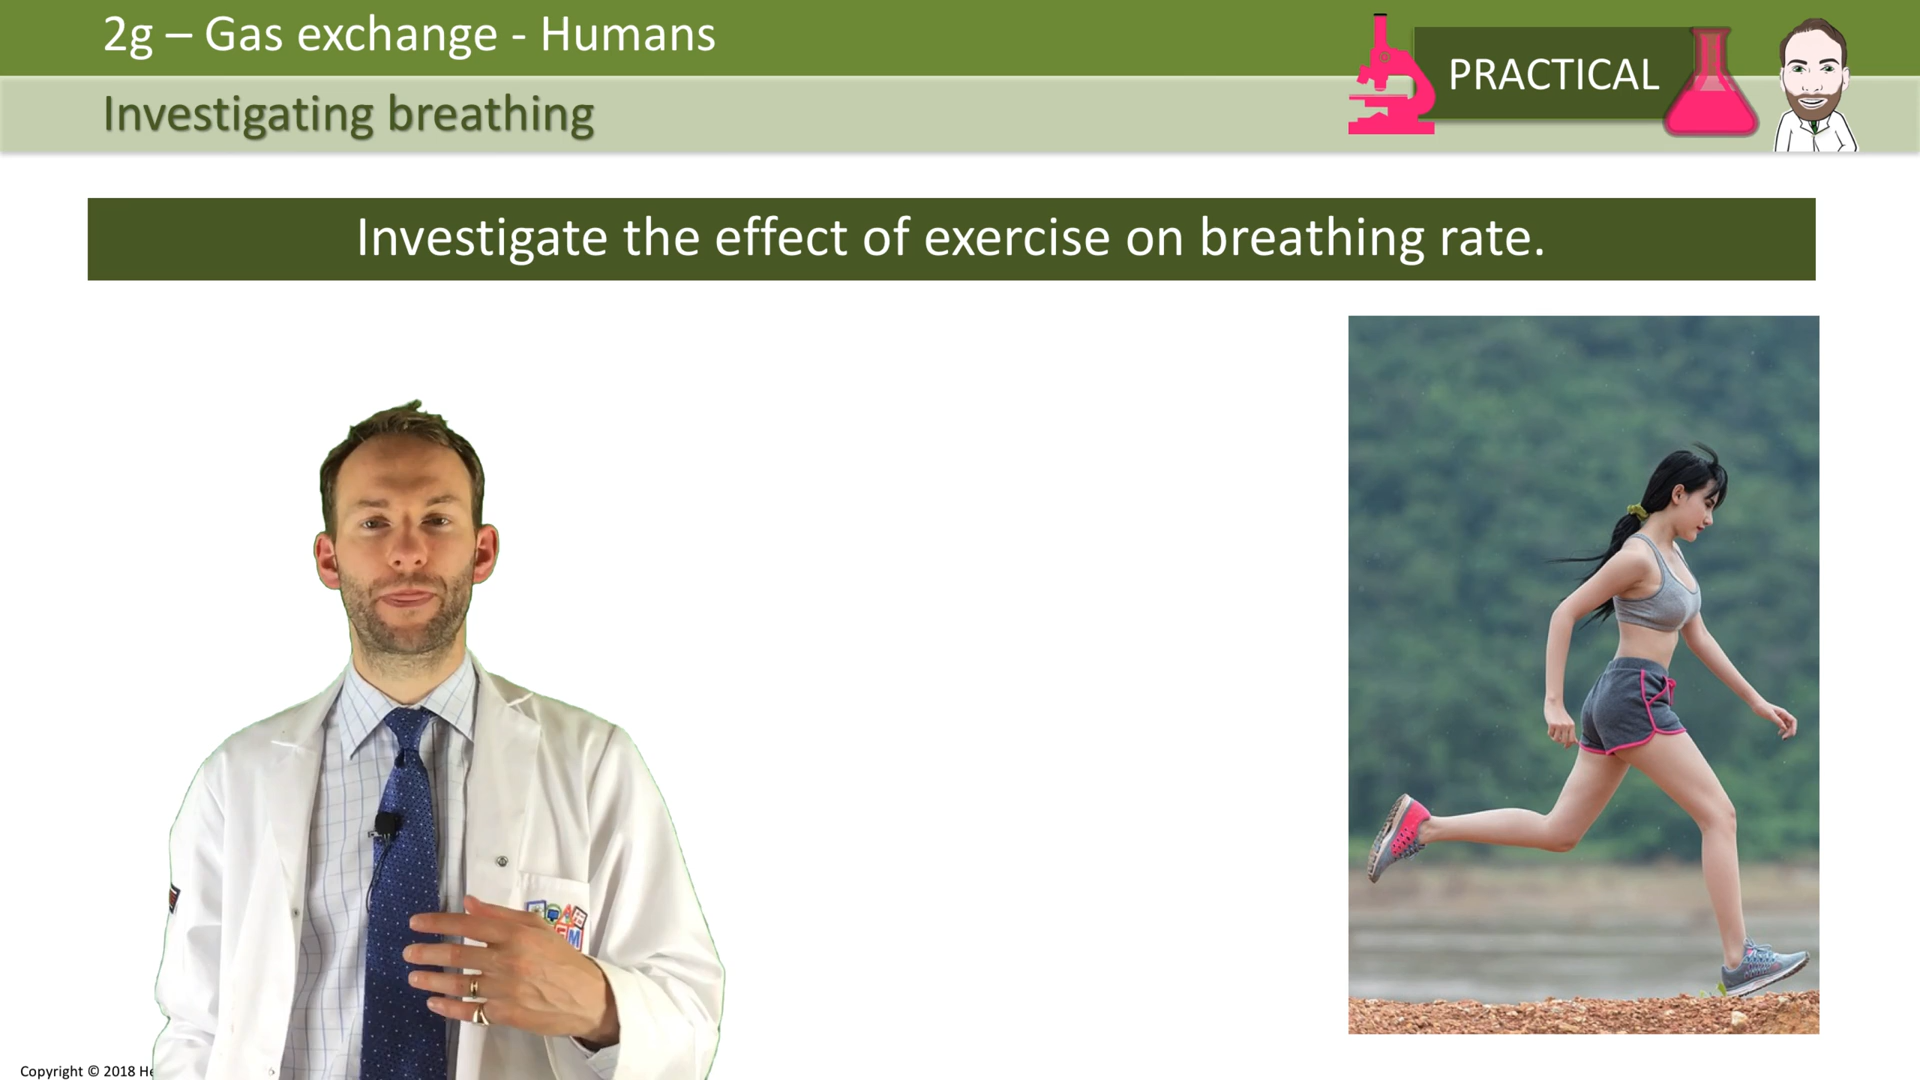 2g – Gas exchange - Humans
PRACTICAL
Investigating breathing
Investigate the effect of exercise on breathing rate.
Copyright © 2018